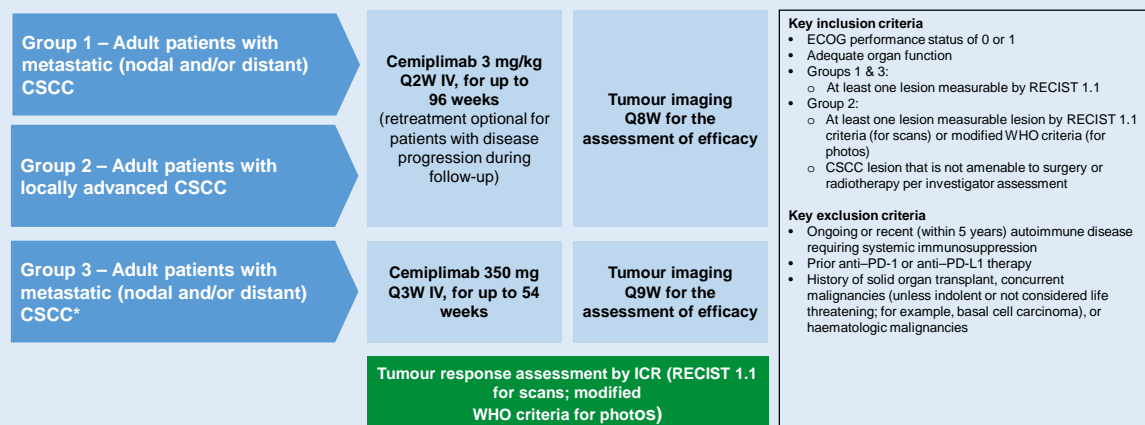 Group 1 – Adult patients with
metastatic (nodal and/or distant)
CSCC
Group 2 – Adult patients with
locally advanced CSCC
Cemiplimab 3 mg/kg
Q2W IV, for up to
96 weeks
(retreatment optional for
patients with disease
progression during
follow-up)
Tumour imaging
Q8W for the
assessment of efficacy
Group 3 – Adult patients with
metastatic (nodal and/or distant)
CSCC*
Cemiplimab 350 mg
Q3W IV, for up to 54
weeks
Tumour imaging
Q9W for the
assessment of efficacy
Tumour response assessment by ICR (RECIST 1.1
for scans; modified
WHO criteria for photos)
Key inclusion criteria
• ECOG performance status of 0 or 1
• Adequate organ function
• Groups 1 & 3:
o At least one lesion measurable by RECIST 1.1
• Group 2:
o At least one lesion measurable lesion by RECIST 1.1
criteria (for scans) or modified WHO criteria (for
photos)
o CSCC lesion that is not amenable to surgery or
radiotherapy per investigator assessment
Key exclusion criteria
• Ongoing or recent (within 5 years) autoimmune disease
requiring systemic immunosuppression
• Prior anti–PD-1 or anti–PD-L1 therapy
• History of solid organ transplant, concurrent
malignancies (unless indolent or not considered life
threatening; for example, basal cell carcinoma), or
haematologic malignancies